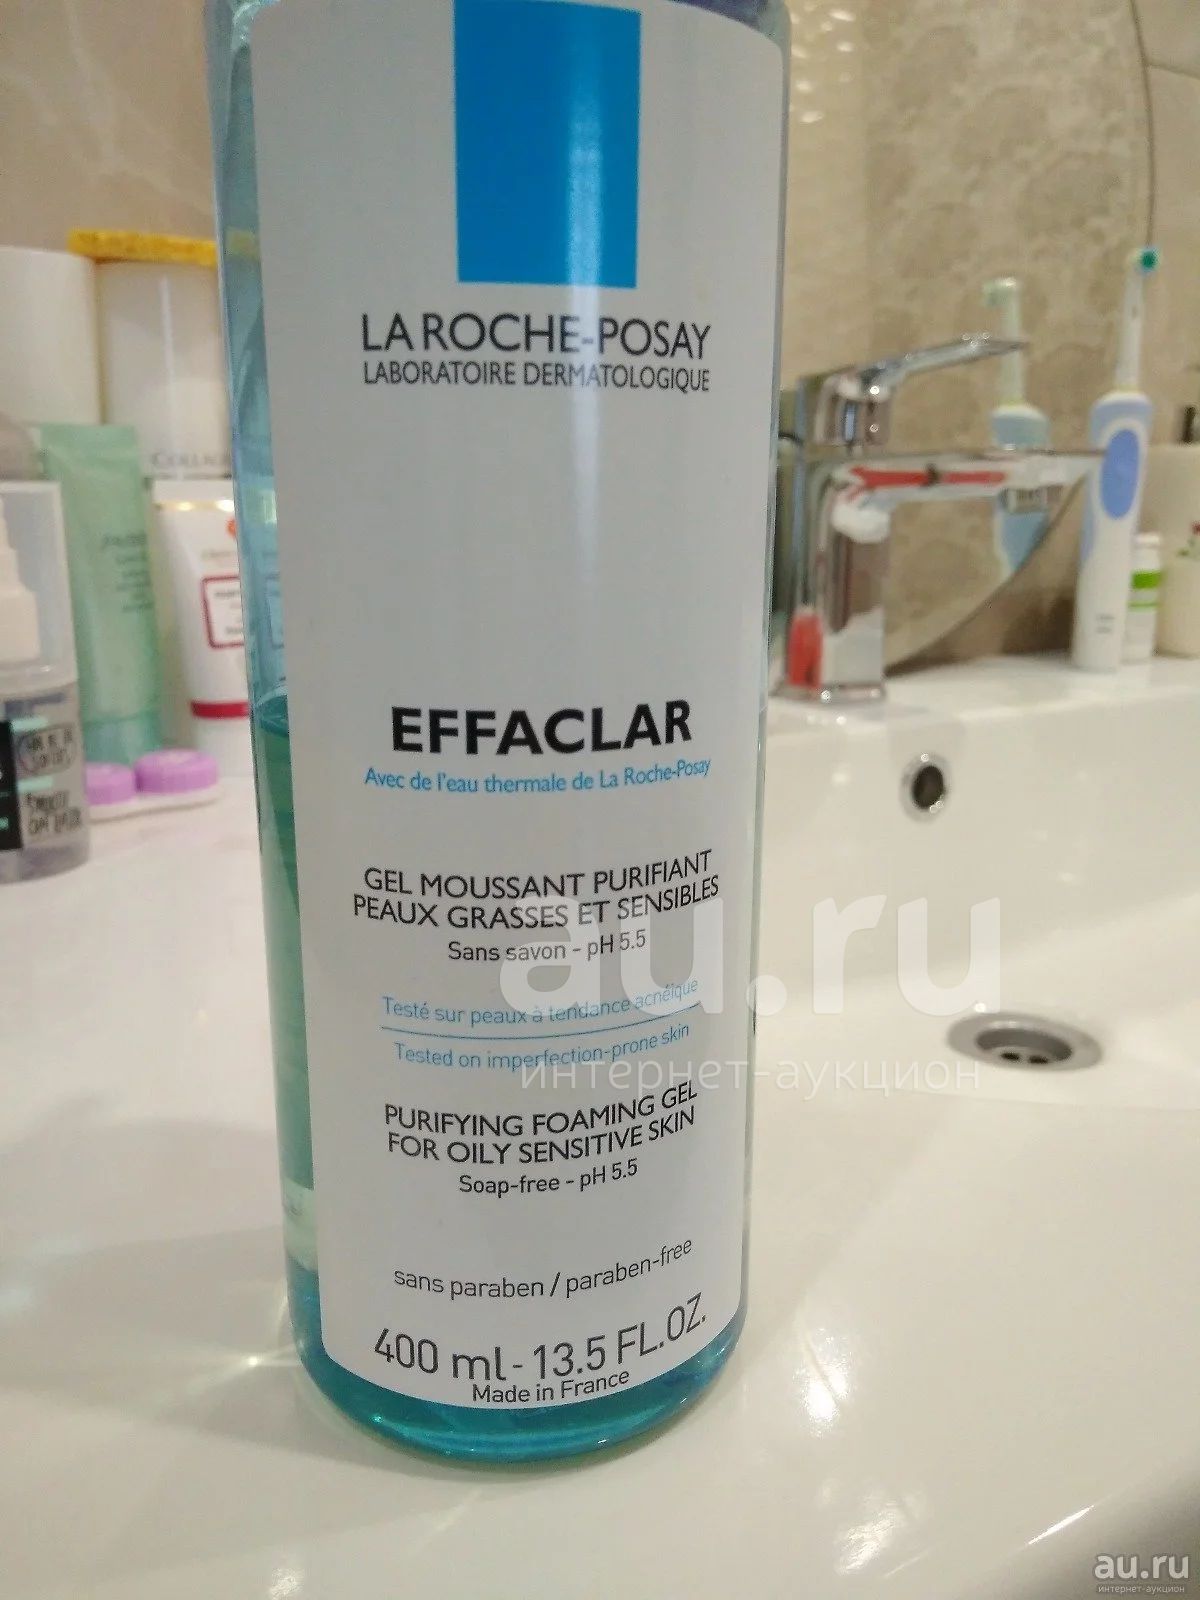 LA ROCHE-POSAY
LABORATOIRE DERMATOLOGIQUE
EFFACLAR
Avec de l'eau thermale de La Roche-Posay
GEL MOUSSANT PURIFIANT
PEAUX GRASSES ET SENSIBLES
Sans savon - pH 5.5
Testé sur peaux à tendance acnéique
Tested on imperfection-prone skin
PURIFYING FOAMING GEL
FOR OILY SENSITIVE SKIN
Soap-free - pH 5.5
sans paraben / paraben-free
400 ml - 13.5 FL.OZ.
Made in France
au.ru
интернет-аукцион
au.ru
интернет-аукцион